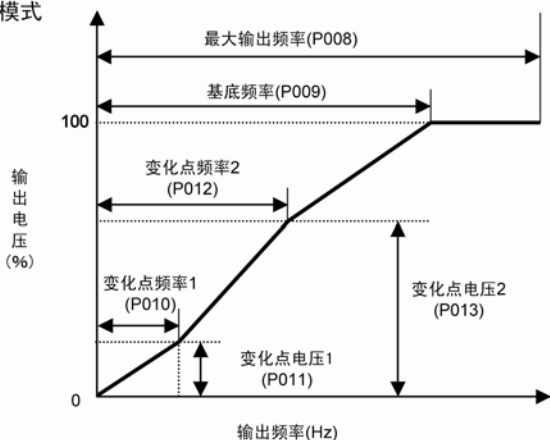 模式
最大输出频率(P008)
基底频率(P009)
100
变化点频率2
(P012)
输出电压(%)
变化点频率1
(P010)
变化点电压2
(P013)
变化点电压1
(P011)
0
输出频率(Hz)